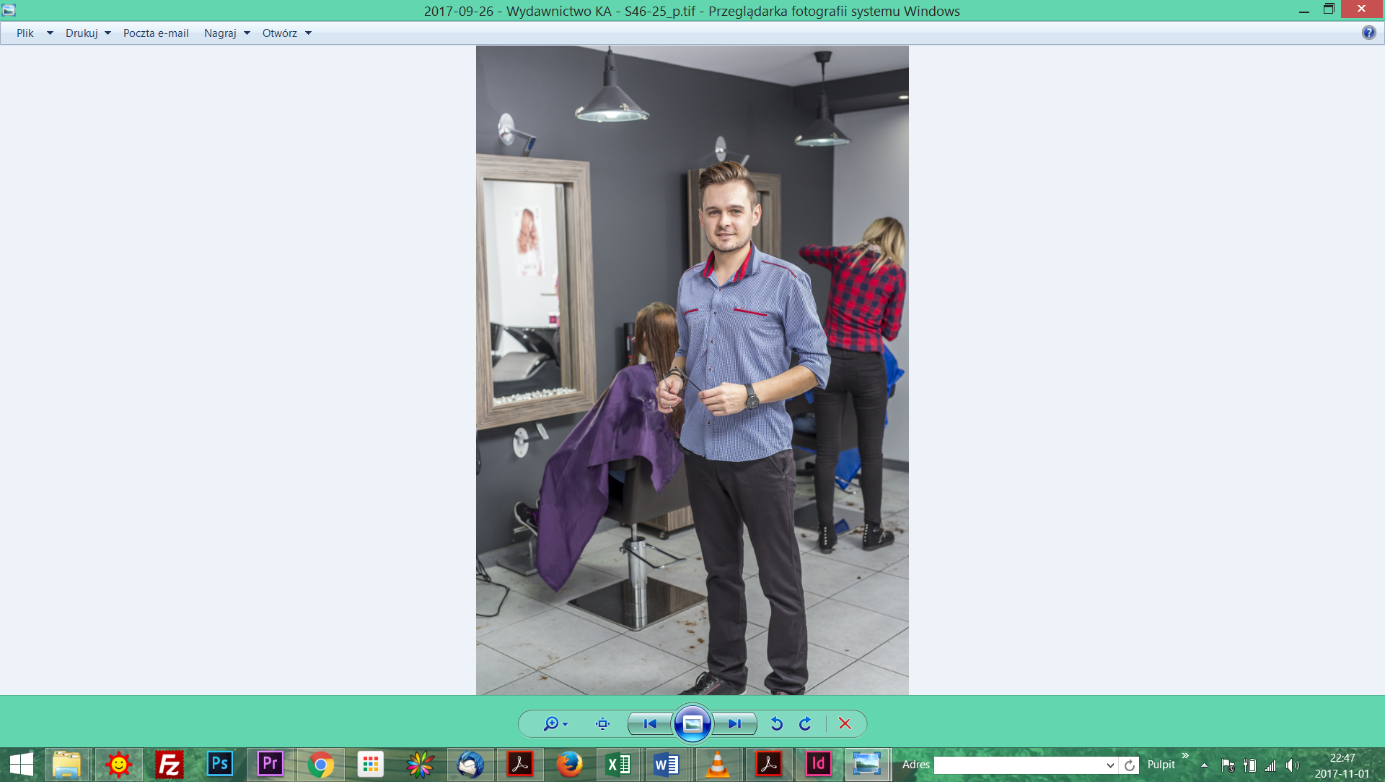 2017-09-26 - Wydawnictwo KA - S46-25_p.tif - Przeglądarka fotografii systemu Windows
Plik Drukuj Poczta e-mail Nagraj Otwórz
Fz Ps Pr Id
Adres Pulpit »
22:47
2017-11-01